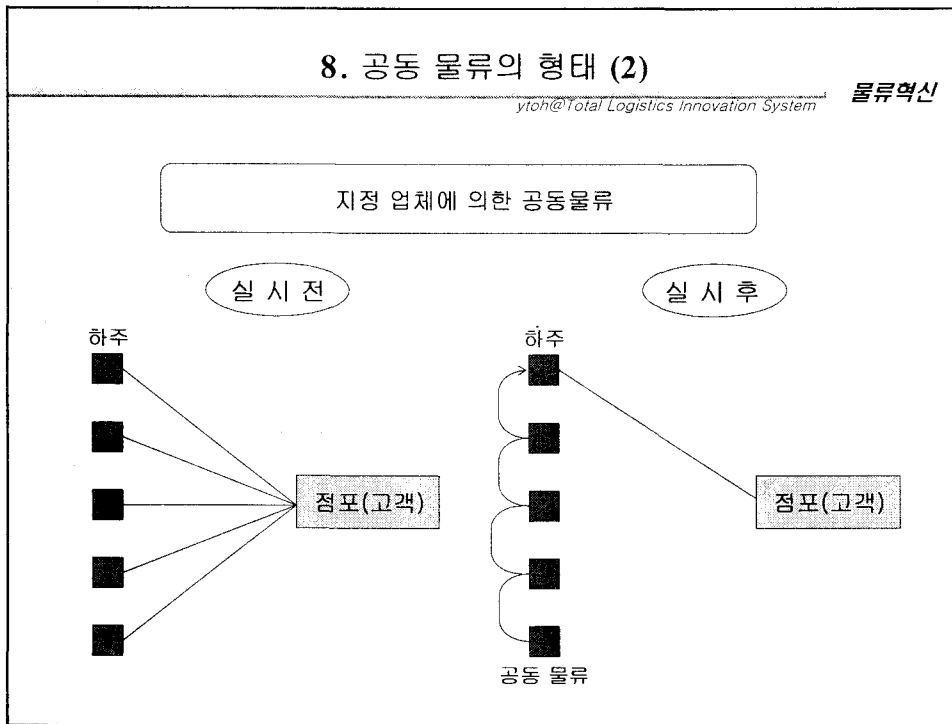 8. 공동 물류의 형태 (2)
ytoh@Total Logistics Innovation System
물류혁신
지정 업체에 의한 공동물류
실 시 전
실 시 후
하주
하주
점포(고객)
점포(고객)
공동 물류